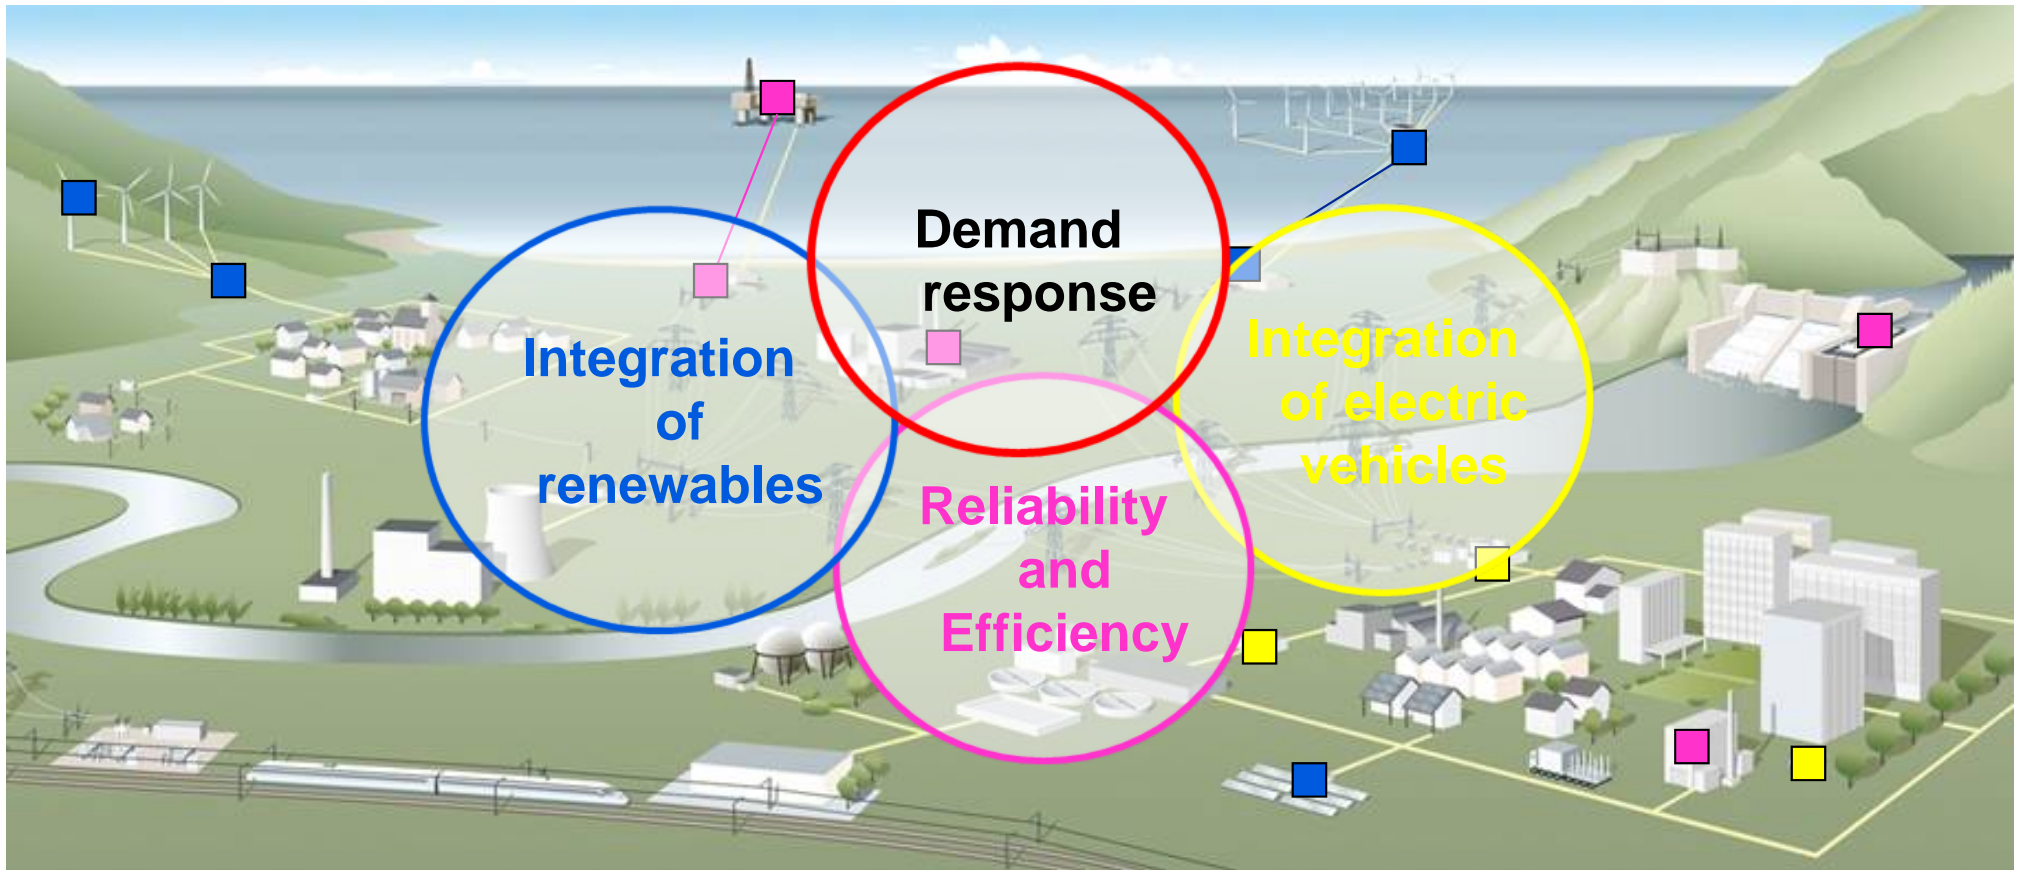 Demand
response
Integration
of
renewables
Integration
of electric
vehicles
Reliability
and
Efficiency